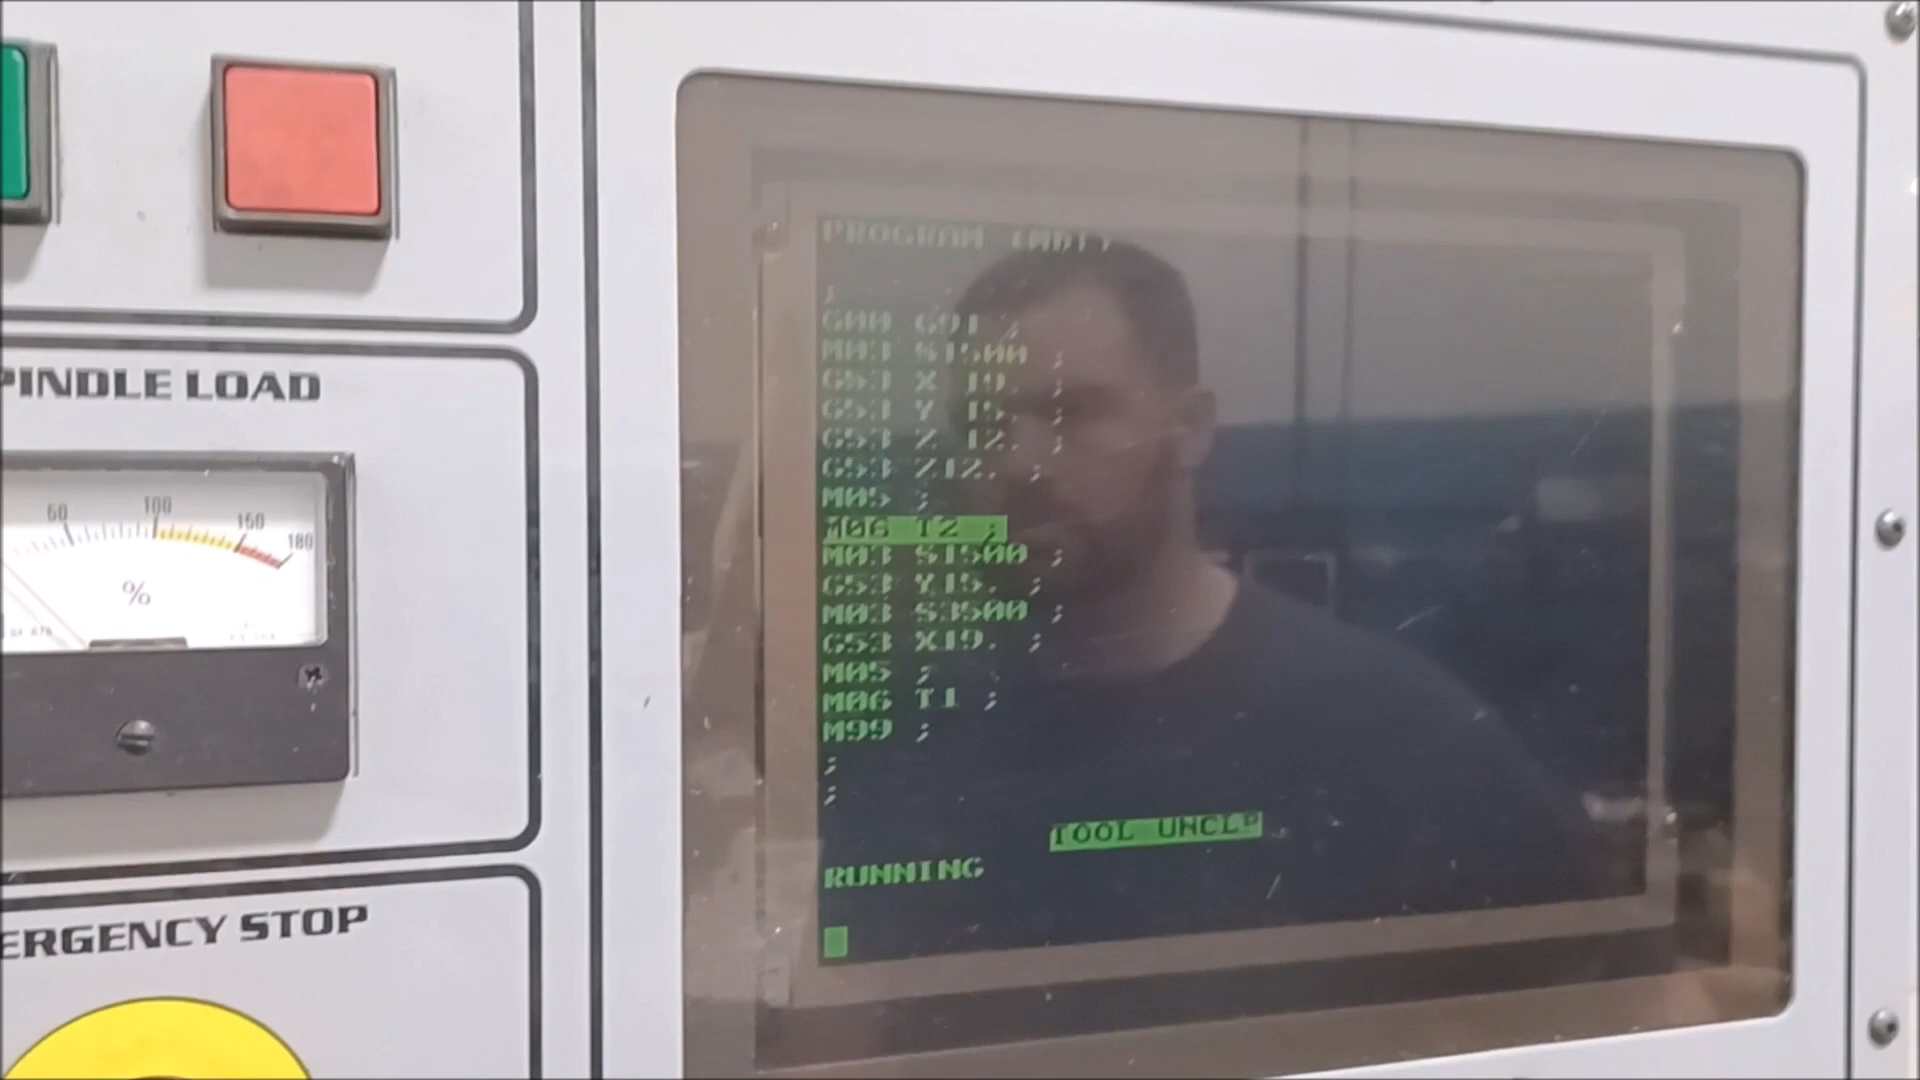 PINDLE LOAD
50
100
150
180
%
ERGENCY STOP
PROGRAM (MDI)
;
G00 G91 ;
M03 S1500 ;
G53 X-19. ;
G53 Y-15. ;
G53 Z-12. ;
G53 Z12. ;
M05 ;
M06 T2 ;
M03 S1500 ;
G53 Y15. ;
M03 S3500 ;
G53 X19. ;
M05 ;
M06 T1 ;
M99 ;
;
;
TOOL UNCLP
RUNNING